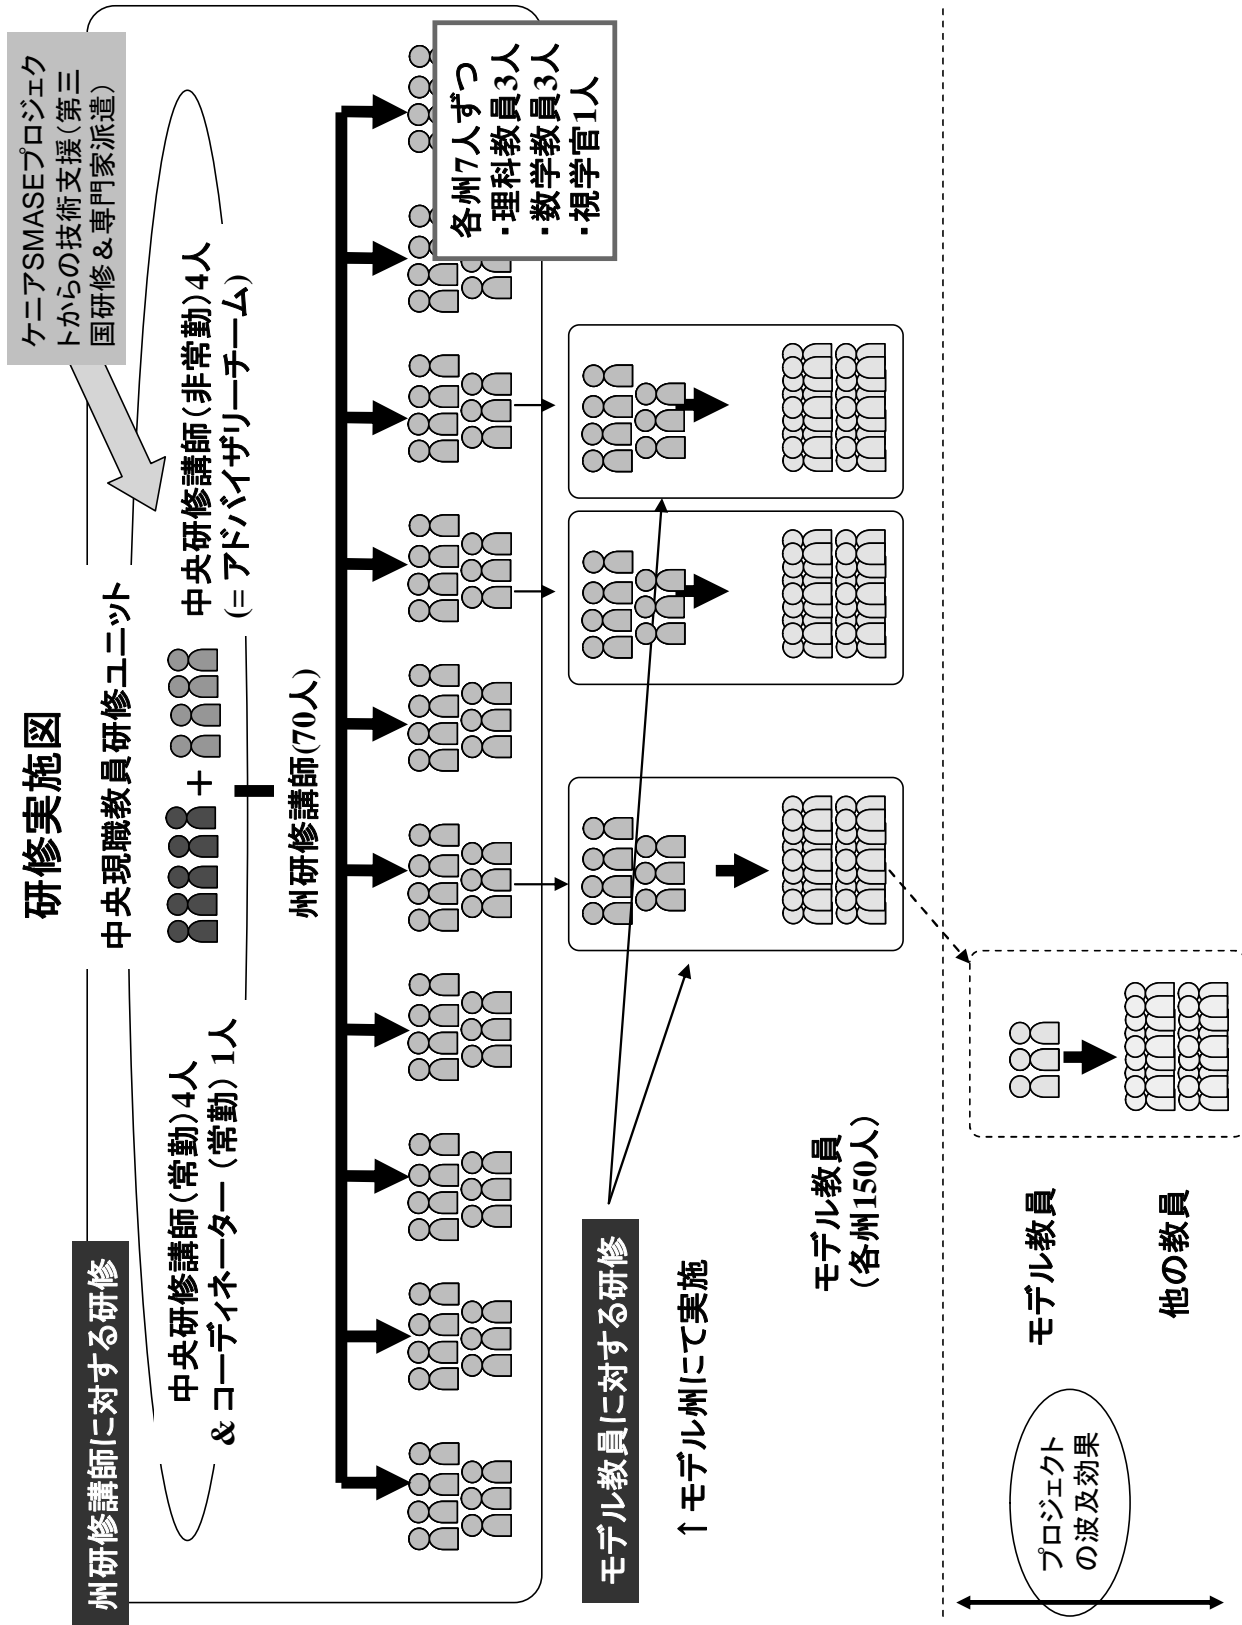 研修実施図
ケニアSMASEプロジェク
トからの技術支援(第三
国研修＆専門家派遣)
州研修講師に対する研修
中央現職教員研修ユニット
中央研修講師(常勤)4人
& コーディネーター (常勤) 1人
+
中央研修講師(非常勤)4人
(= アドバイザリーチーム)
州研修講師(70人)
各州7人ずつ
・理科教員3人
・数学教員3人
・視学官1人
モデル教員に対する研修
↑ モデル州にて実施
モデル教員
(各州150人)
モデル教員
他の教員
プロジェクト
の波及効果